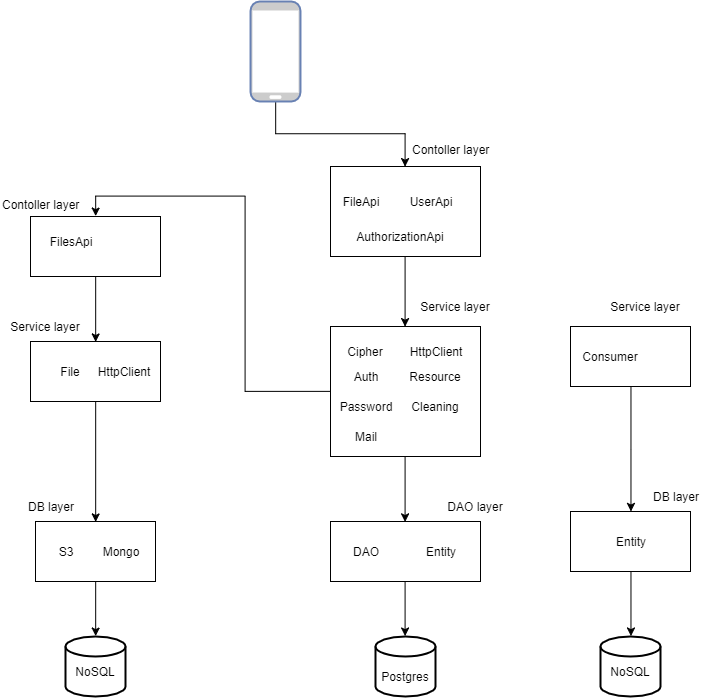 Contoller layer
FileApi UserApi
AuthorizationApi
Contoller layer
FilesApi
Service layer
Cipher HttpClient
Auth Resource
Password Cleaning
Mail
Service layer
File HttpClient
Service layer
Consumer
DB layer
S3 Mongo
DAO layer
DAO Entity
DB layer
Entity
NoSQL
Postgres
NoSQL